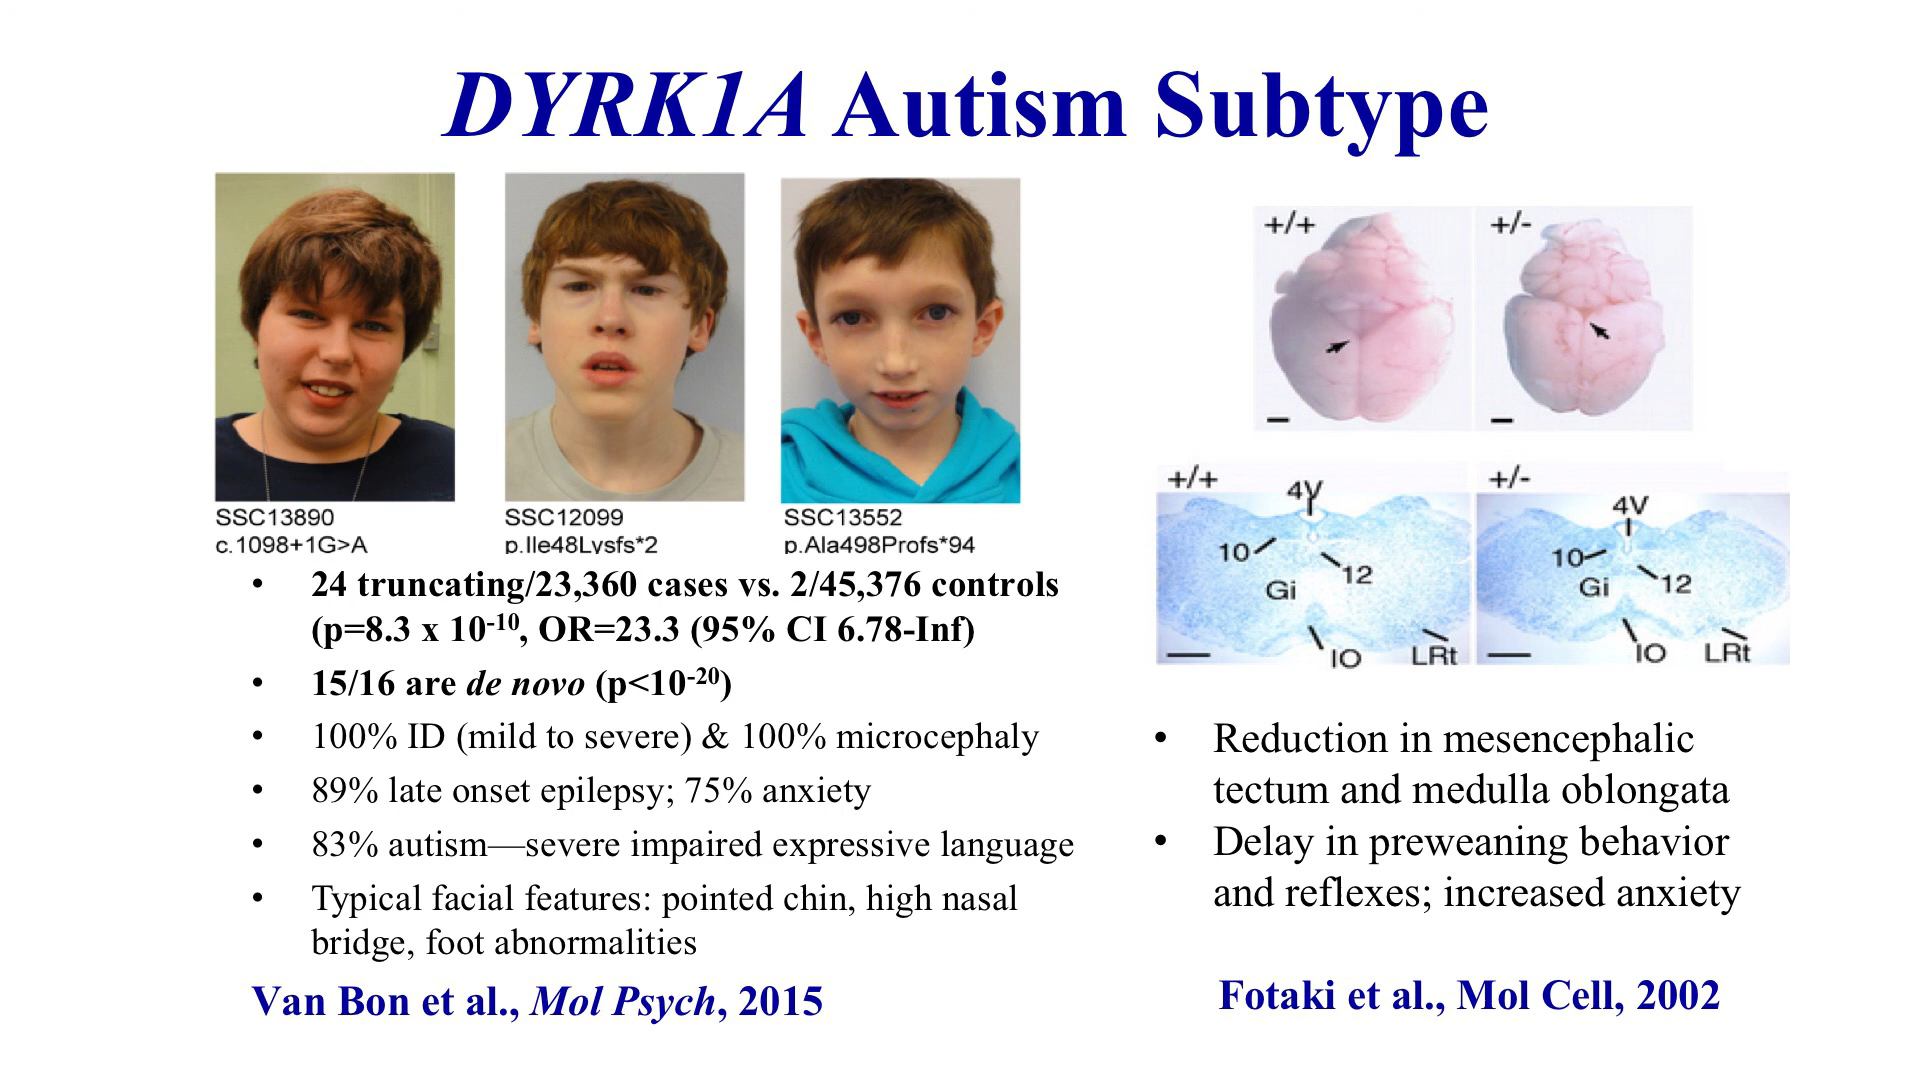 DYRK1A Autism Subtype
SSC13890
c.1098+1G>A
SSC12099
p.Ile48Lysfs*2
SSC13552
p.Ala498Profs*94
• 24 truncating/23,360 cases vs. 2/45,376 controls
(p=8.3 x 10-10, OR=23.3 (95% CI 6.78-Inf)
• 15/16 are de novo (p<10-20)
• 100% ID (mild to severe) & 100% microcephaly
• 89% late onset epilepsy; 75% anxiety
• 83% autism—severe impaired expressive language
• Typical facial features: pointed chin, high nasal
bridge, foot abnormalities
Van Bon et al., Mol Psych, 2015
+/+
+/-
+/+
4V
10
12
Gi
IO
LRt
+/-
4V
10
12
Gi
IO
LRt
• Reduction in mesencephalic
tectum and medulla oblongata
• Delay in preweaning behavior
and reflexes; increased anxiety
Fotaki et al., Mol Cell, 2002